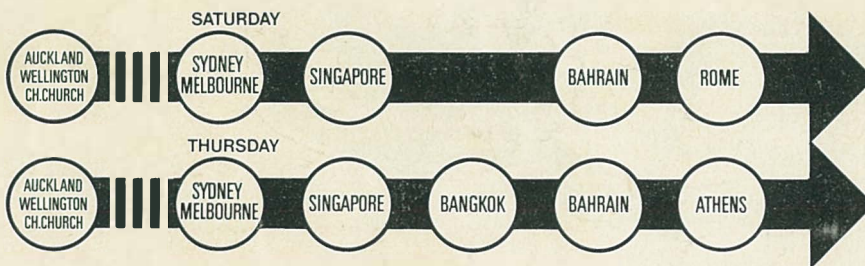 SATURDAY
AUCKLAND
WELLINGTON
CH.CHURCH
SYDNEY
MELBOURNE
SINGAPORE
BAHRAIN
ROME
THURSDAY
AUCKLAND
WELLINGTON
CH.CHURCH
SYDNEY
MELBOURNE
SINGAPORE
BANGKOK
BAHRAIN
ATHENS